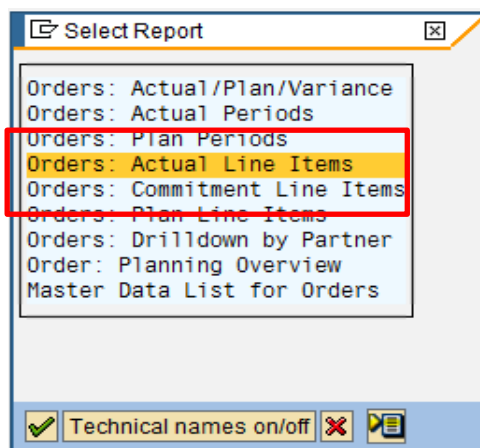 Select Report
Orders: Actual/Plan/Variance
Orders: Actual Periods
Orders: Plan Periods
Orders: Actual Line Items
Orders: Commitment Line Items
Orders: Plan Line Items
Orders: Drilldown by Partner
Order: Planning Overview
Master Data List for Orders
Technical names on/off